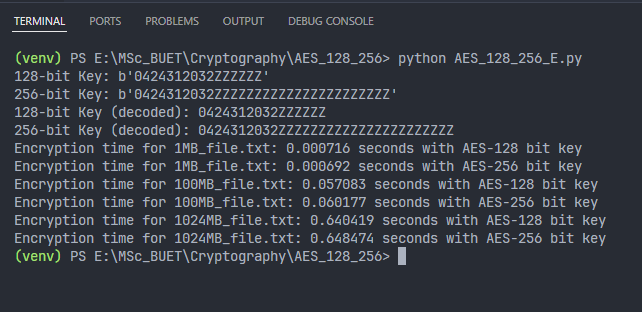 TERMINAL PORTS PROBLEMS OUTPUT DEBUG CONSOLE
(venv) PS E:\MSc_BUET\Cryptography\AES_128_256> python AES_128_256_E.py
128-bit Key: b'0424312032ZZZZZZ'
256-bit Key: b'0424312032ZZZZZZZZZZZZZZZZZZZZZZ'
128-bit Key (decoded): 0424312032ZZZZZZ
256-bit Key (decoded): 0424312032ZZZZZZZZZZZZZZZZZZZZZZ
Encryption time for 1MB_file.txt: 0.000716 seconds with AES-128 bit key
Encryption time for 1MB_file.txt: 0.000692 seconds with AES-256 bit key
Encryption time for 100MB_file.txt: 0.057083 seconds with AES-128 bit key
Encryption time for 100MB_file.txt: 0.060177 seconds with AES-256 bit key
Encryption time for 1024MB_file.txt: 0.640419 seconds with AES-128 bit key
Encryption time for 1024MB_file.txt: 0.648474 seconds with AES-256 bit key
(venv) PS E:\MSc_BUET\Cryptography\AES_128_256>